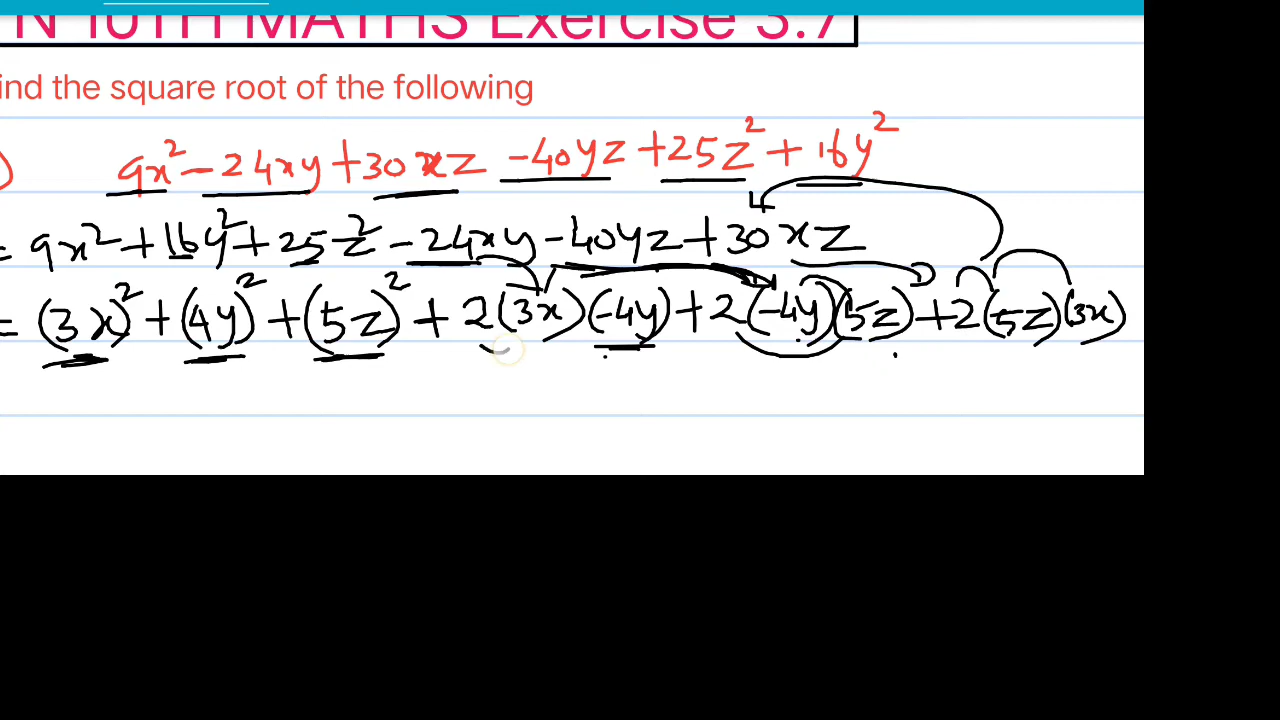 N 10TH MATHS Exercise 3.7
ind the square root of the following
) 9x² - 24xy + 30xz - 40yz + 25z² + 16y²
= 9x² + 16y² + 25z² - 24xy - 40yz + 30xz
= (3x)² + (4y)² + (5z)² + 2(3x)(-4y) + 2(-4y)(5z) + 2(5z)(3x)